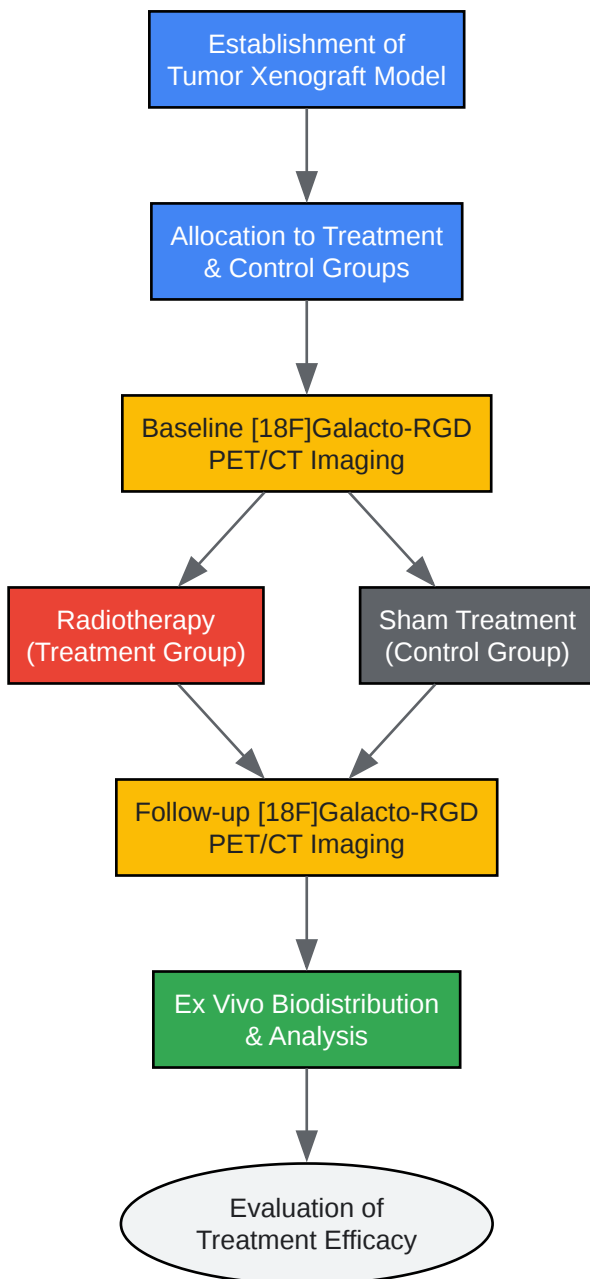 Establishment of
Tumor Xenograft Model
Allocation to Treatment
& Control Groups
Baseline [18F]Galacto-RGD
PET/CT Imaging
Radiotherapy
(Treatment Group)
Sham Treatment
(Control Group)
Follow-up [18F]Galacto-RGD
PET/CT Imaging
Ex Vivo Biodistribution
& Analysis
Evaluation of
Treatment Efficacy